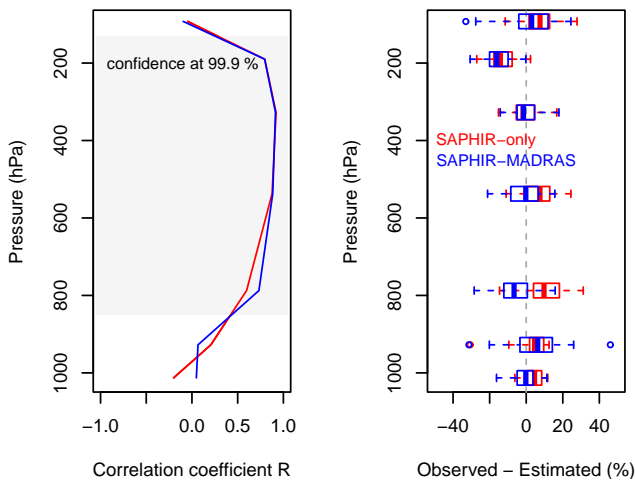 confidence at 99.9 %
Pressure (hPa)
200
400
600
800
1000
−1.0
0.0
0.5
1.0
Correlation coefficient R
SAPHIR−only
SAPHIR−MADRAS
Pressure (hPa)
200
400
600
800
1000
−40
0
20
40
Observed − Estimated (%)